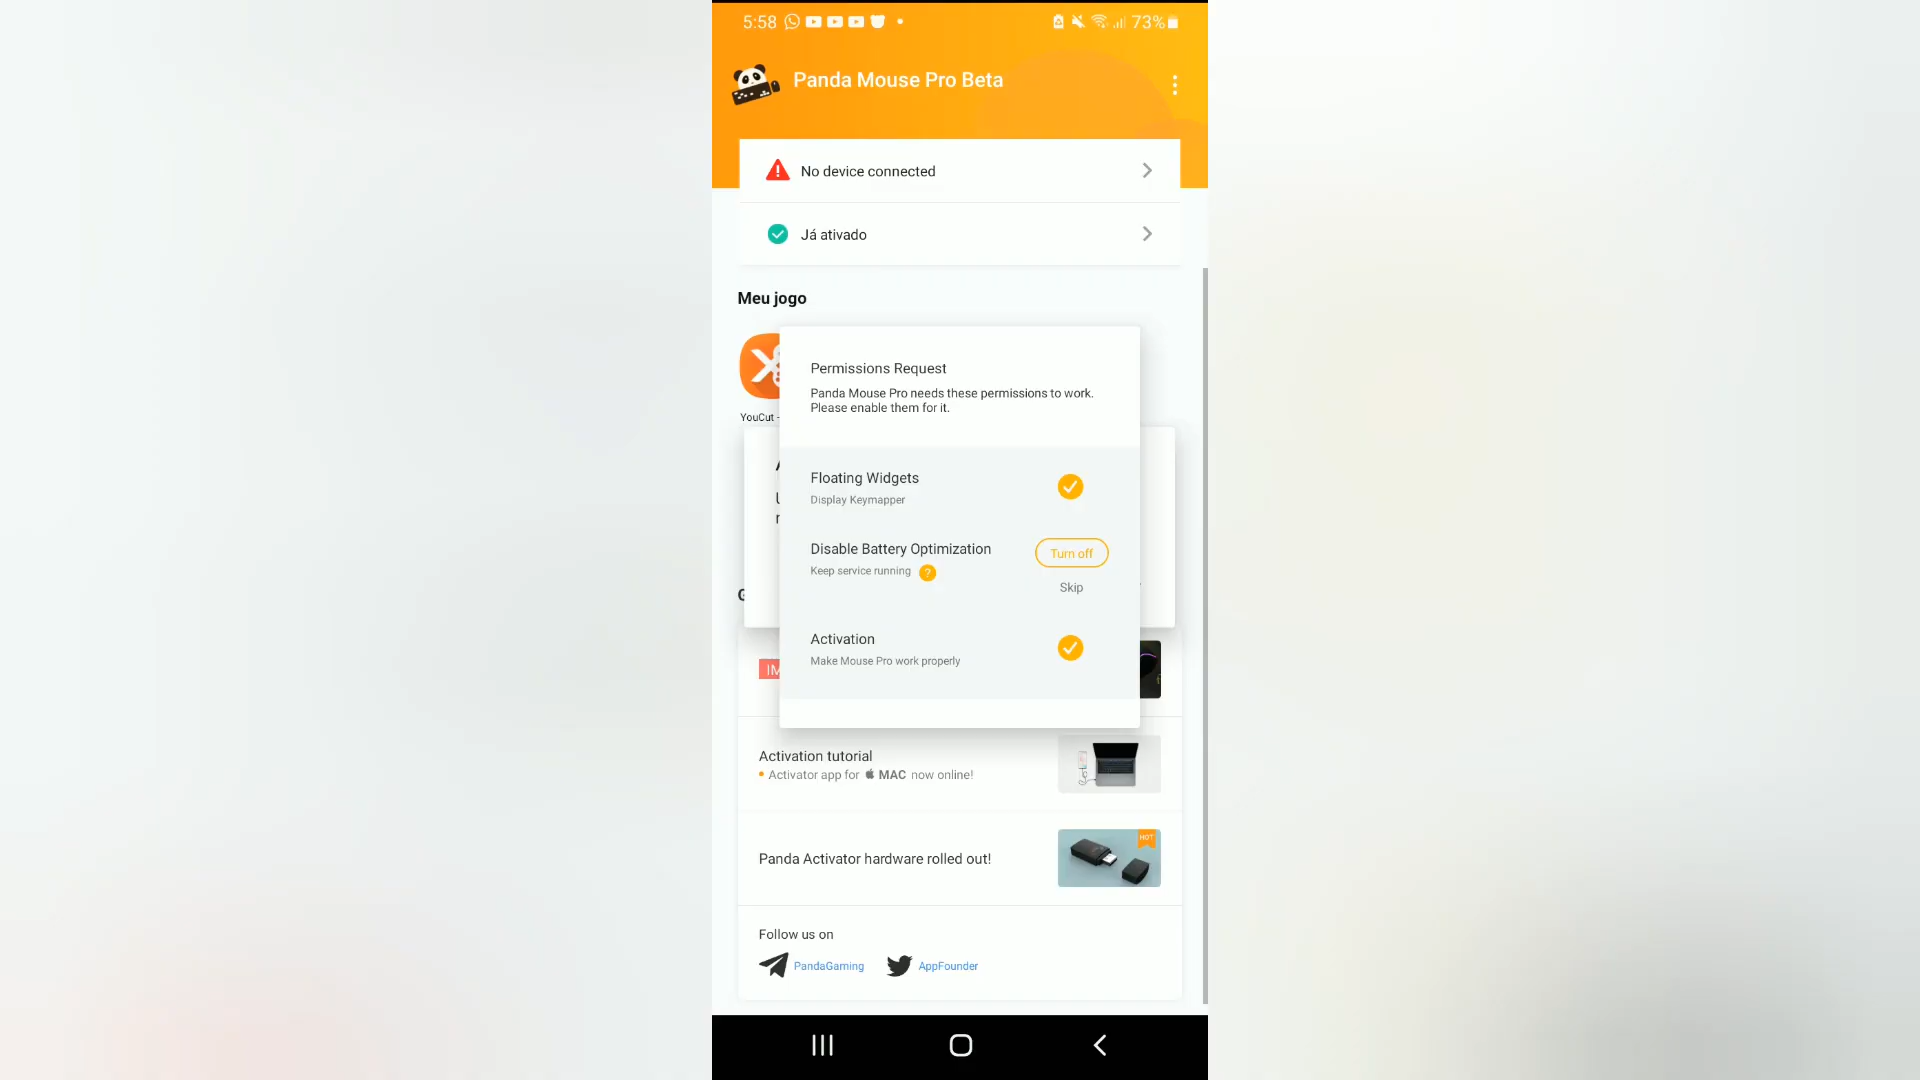 5:58
73%
Panda Mouse Pro Beta
No device connected
Já ativado
Meu jogo
YouCut -
Permissions Request
Panda Mouse Pro needs these permissions to work.
Please enable them for it.
Floating Widgets
Display Keymapper
Disable Battery Optimization
Turn off
Keep service running ?
Skip
Activation
Make Mouse Pro work properly
IM
Activation tutorial
• Activator app for MAC now online!
HOT
Panda Activator hardware rolled out!
Follow us on
PandaGaming
AppFounder